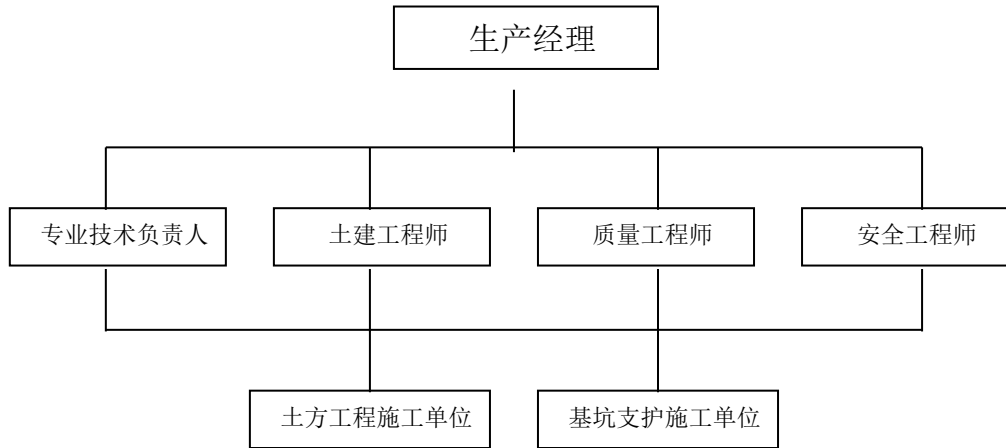 生产经理
专业技术负责人
土建工程师
质量工程师
安全工程师
土方工程施工单位
基坑支护施工单位